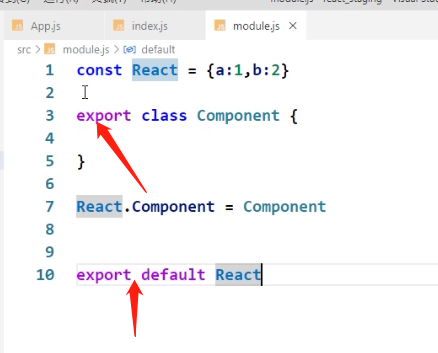 App.js
index.js
module.js
src > module.js > default
1 const React = {a:1,b:2}
2
3 export class Component {
4
5 }
6
7 React.Component = Component
8
9
10 export default React